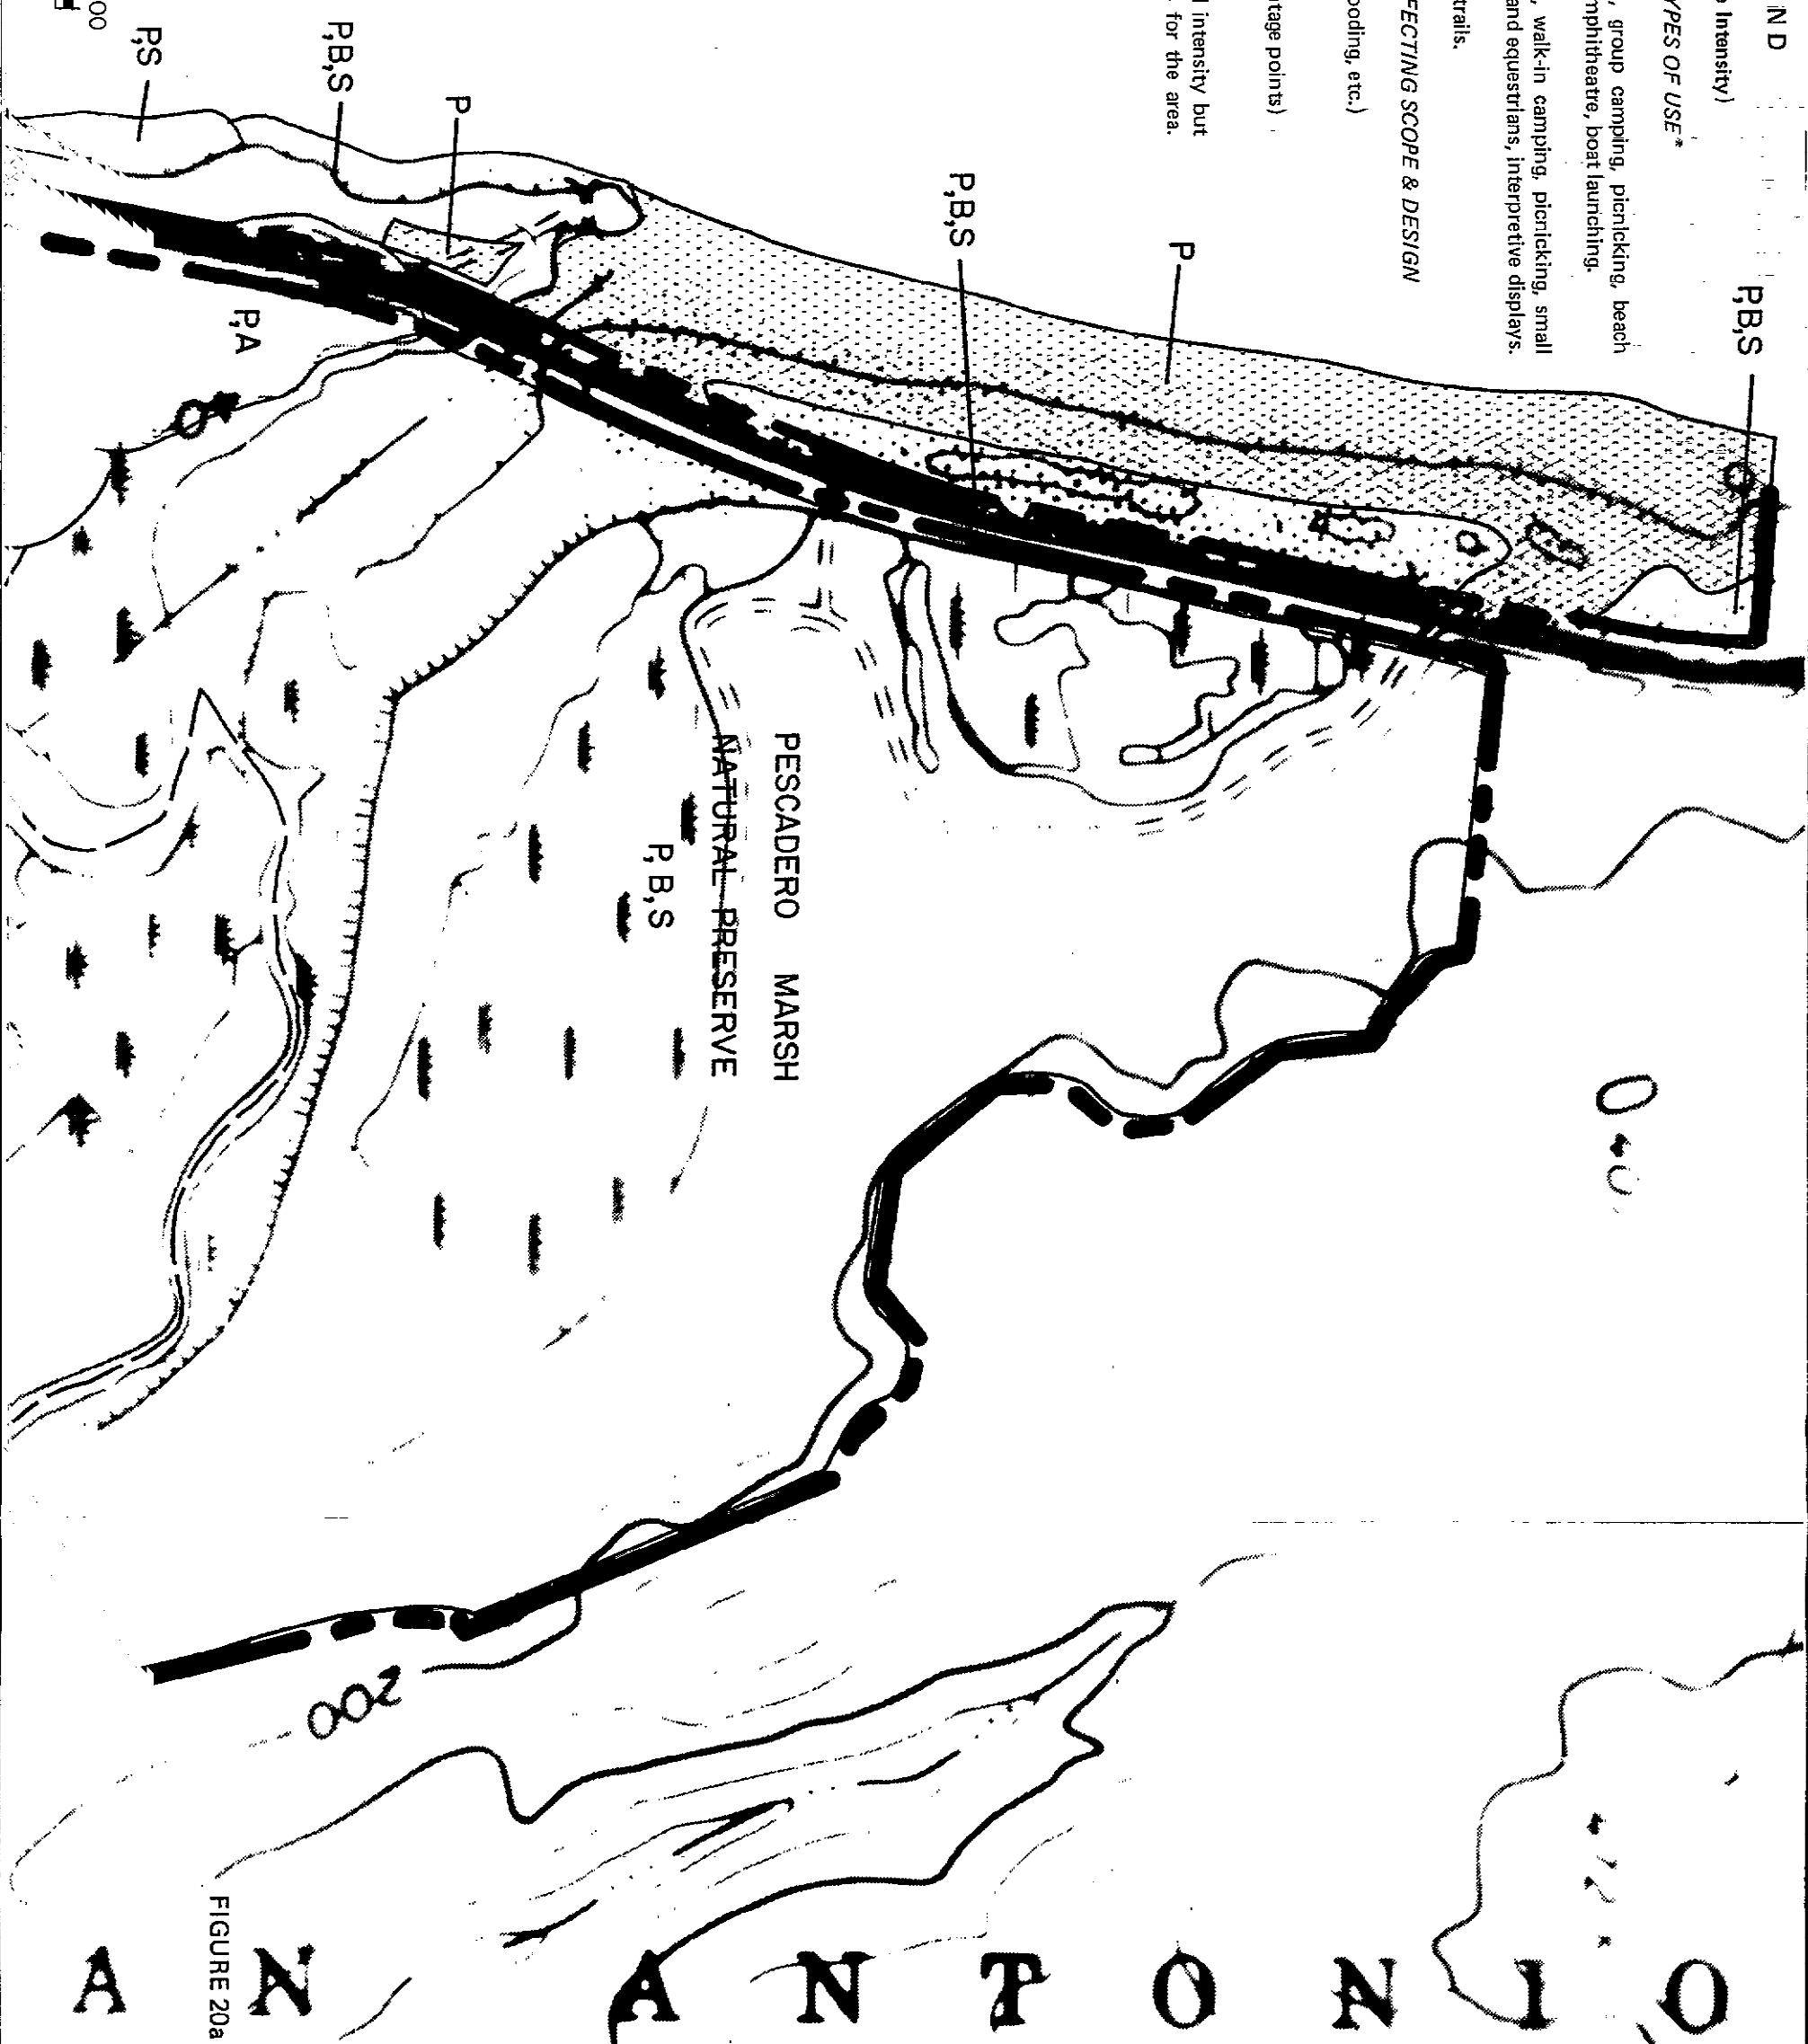 N D
Intensity)
YPES OF USE*
, group camping, picnicking, beach
mphitheatre, boat launching.
, walk-in camping, picnicking, small
and equestrians, interpretive displays.
trails.
FECTING SCOPE & DESIGN
ooding, etc.)
tage points)
l intensity but
for the area.
P,B,S
P
P,B,S
P
P,B,S
P,S
00
P,A
PESCADERO MARSH
NATURAL PRESERVE
P, B, S
200
A N A N T O N I O
FIGURE 20a